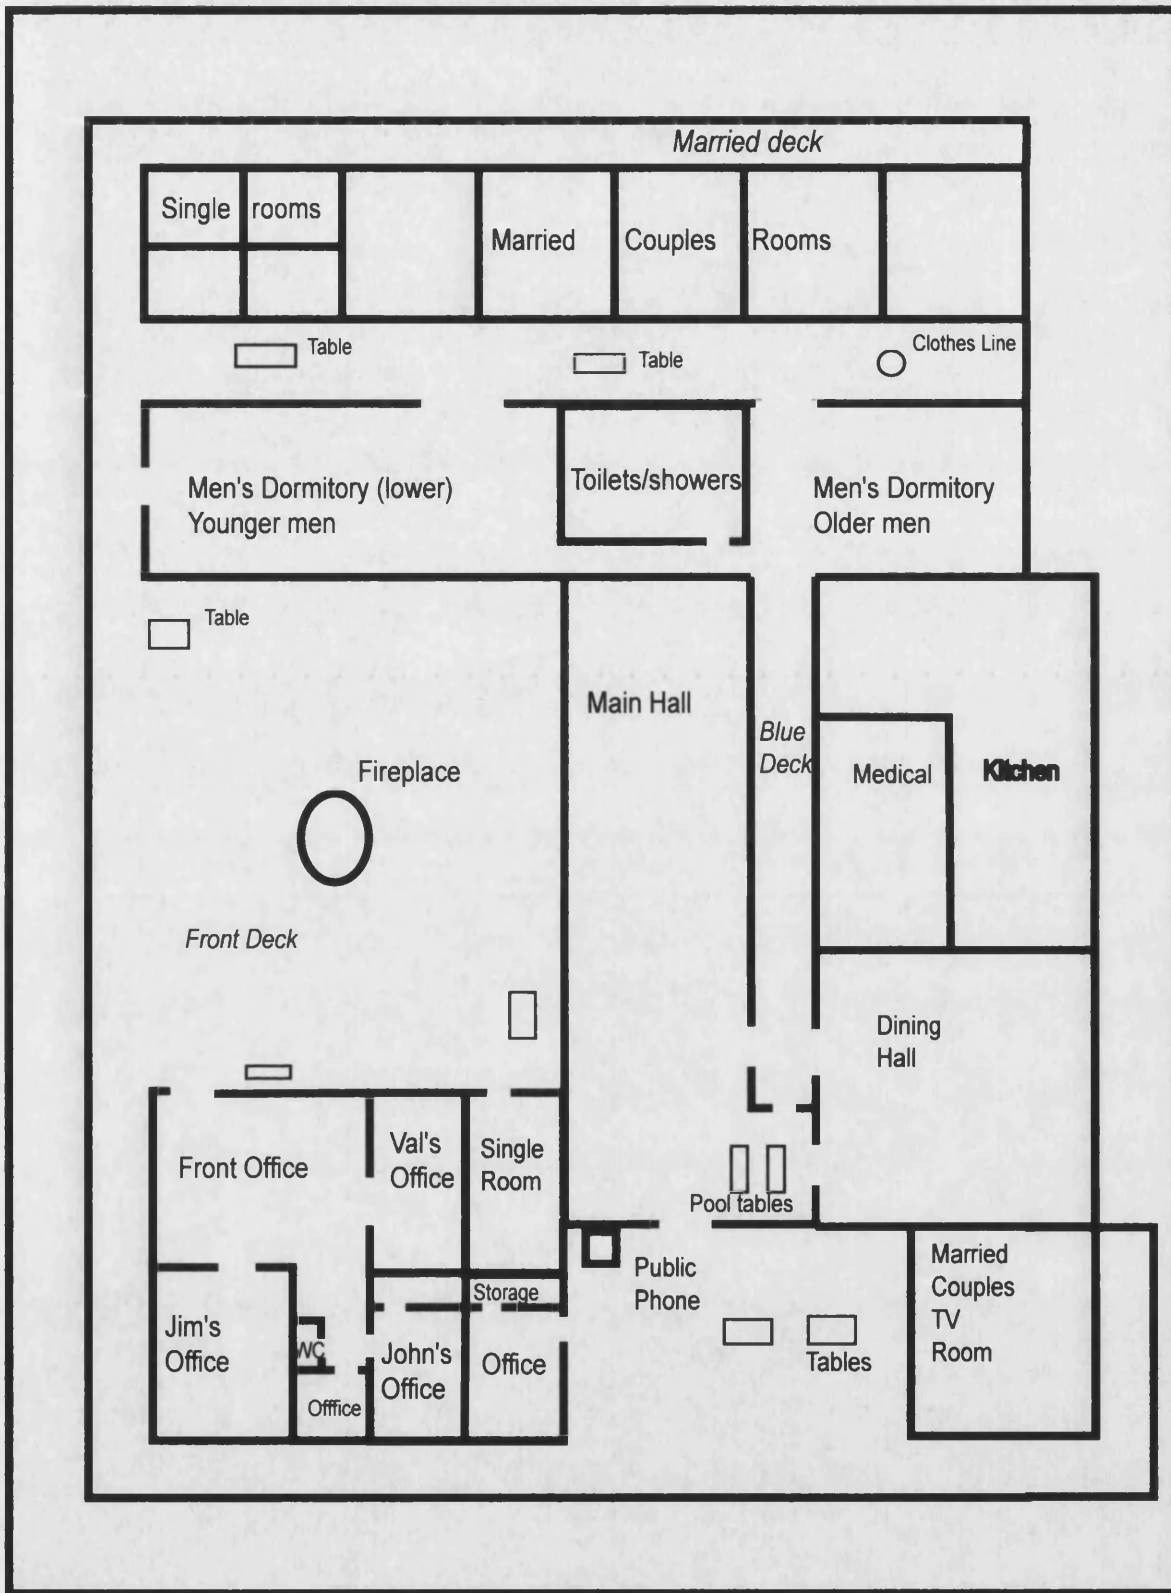 Married deck
Single rooms
Married Couples Rooms
Table
Table
Clothes Line
Men's Dormitory (lower)
Younger men
Toilets/showers
Men's Dormitory
Older men
Table
Main Hall
Blue
Deck
Medical
Kitchen
Fireplace
Front Deck
Dining
Hall
Front Office
Val's
Office
Single
Room
Pool tables
Public
Phone
Storage
Married
Couples
TV
Room
Jim's
Office
WC
Offfice
John's
Office
Office
Tables